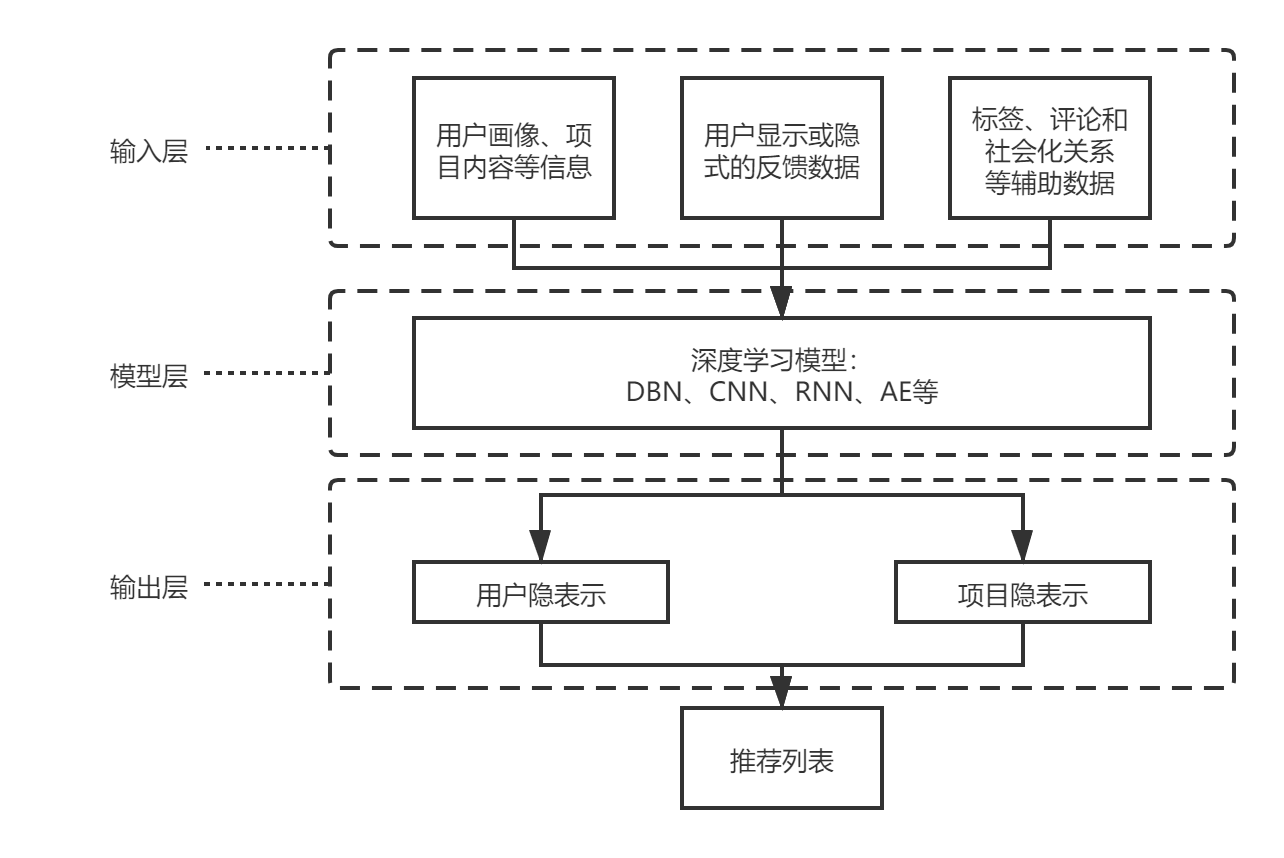 输入层
用户画像、项
目内容等信息
用户显示或隐
式的反馈数据
标签、评论和
社会化关系
等辅助数据
模型层
深度学习模型：
DBN、CNN、RNN、AE等
输出层
用户隐表示
项目隐表示
推荐列表